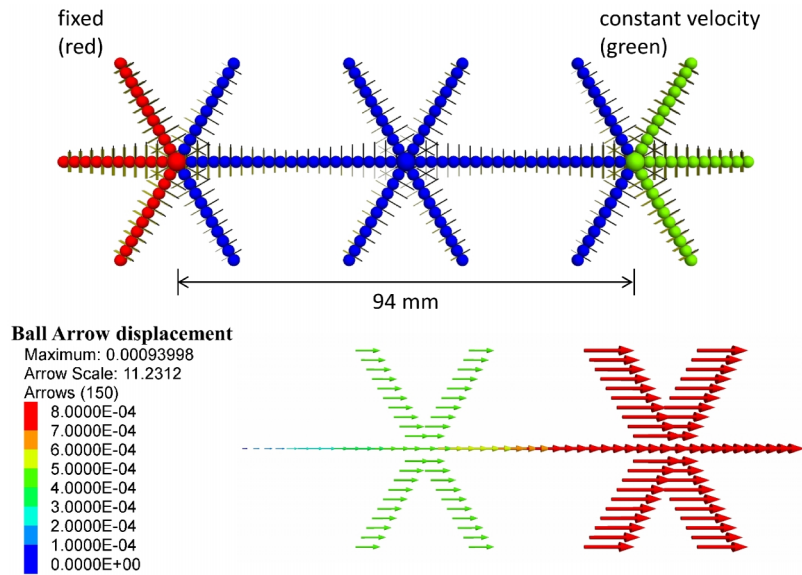 fixed
(red)
constant velocity
(green)
94 mm
Ball Arrow displacement
Maximum: 0.00093998
Arrow Scale: 11.2312
Arrows (150)
8.0000E-04
7.0000E-04
6.0000E-04
5.0000E-04
4.0000E-04
3.0000E-04
2.0000E-04
1.0000E-04
0.0000E+00